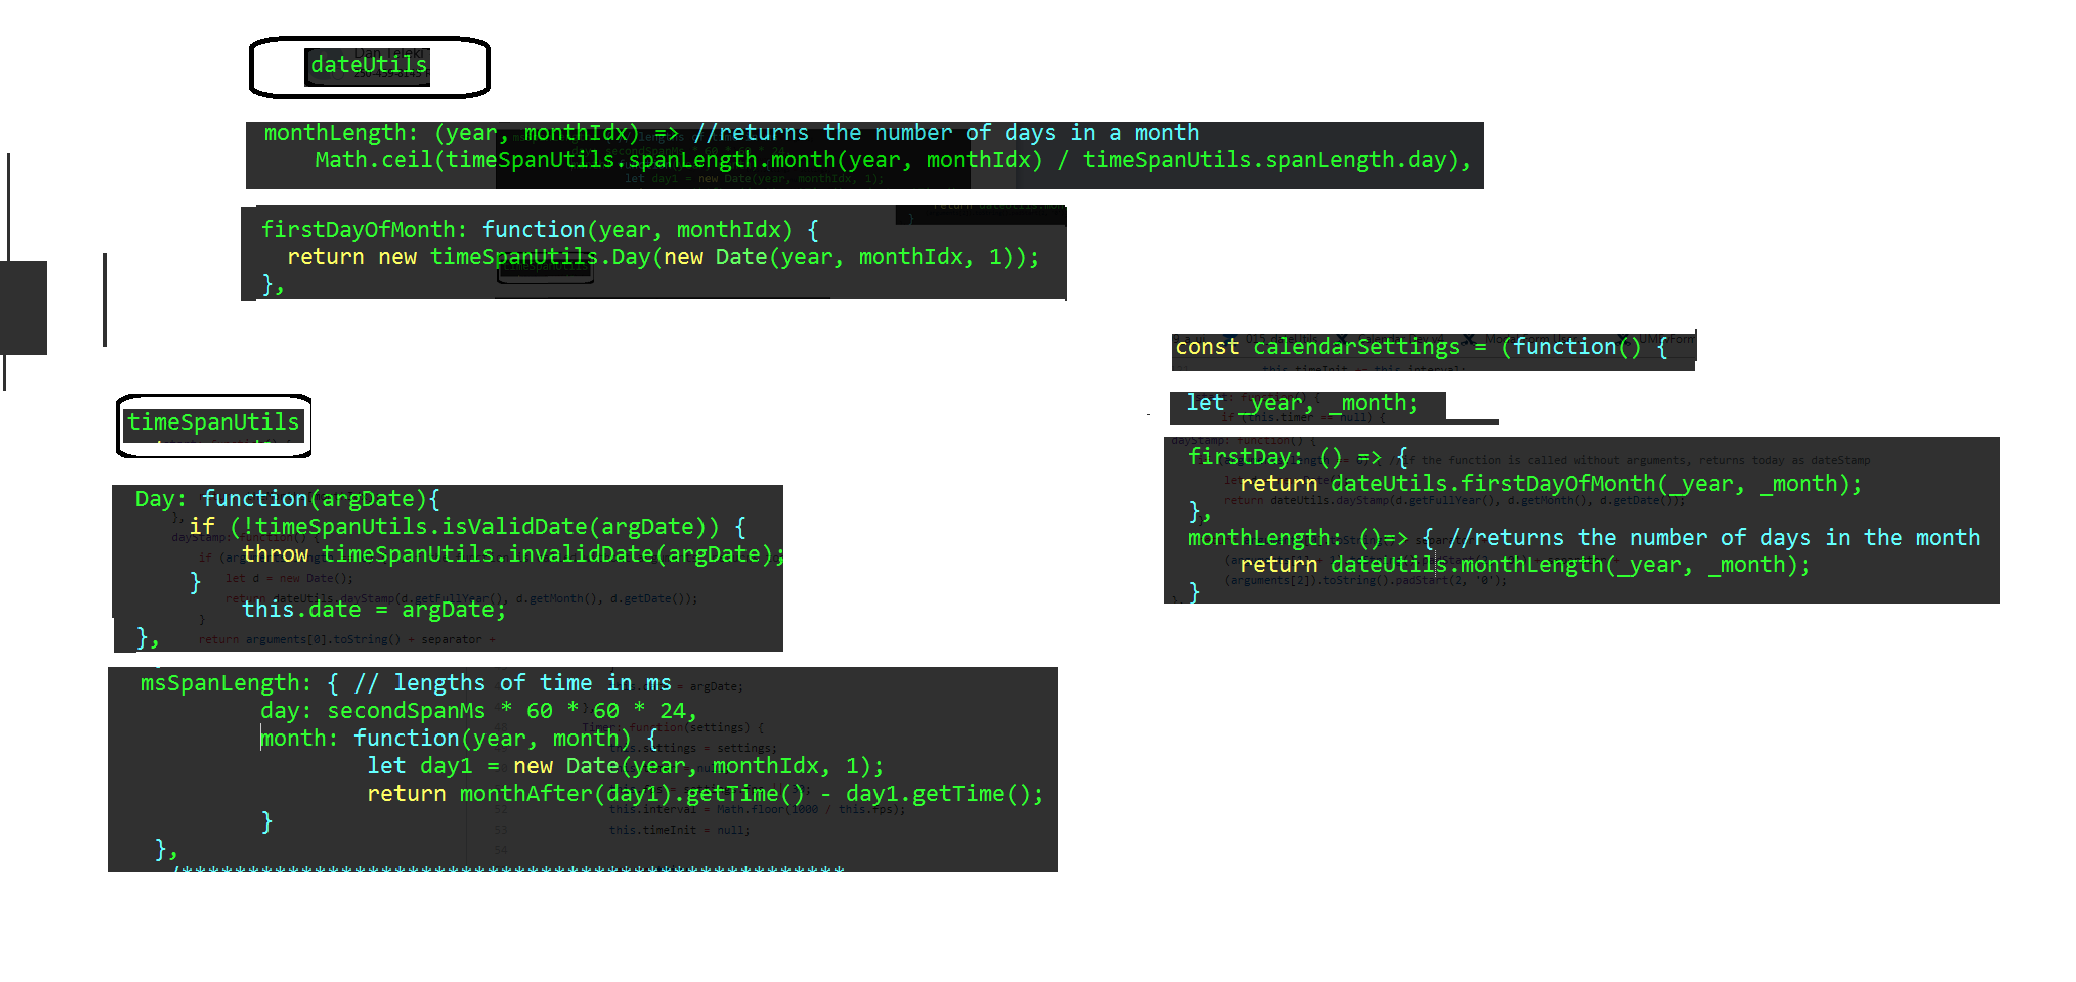 dateUtils
monthLength: (year, monthIdx) => //returns the number of days in a month
Math.ceil(timeSpanUtils.spanLength.month(year, monthIdx) / timeSpanUtils.spanLength.day),
firstDayOfMonth: function(year, monthIdx) {
return new timeSpanUtils.Day(new Date(year, monthIdx, 1));
},
timeSpanUtils
Day: function(argDate){
if (!timeSpanUtils.isValidDate(argDate)) {
throw timeSpanUtils.invalidDate(argDate);
}
this.date = argDate;
},
msSpanLength: { // lengths of time in ms
day: secondSpanMs * 60 * 60 * 24,
month: function(year, month) {
let day1 = new Date(year, monthIdx, 1);
return monthAfter(day1).getTime() - day1.getTime();
}
},
const calendarSettings = (function() {
let _year, _month;
firstDay: () => {
return dateUtils.firstDayOfMonth(_year, _month);
},
monthLength: ()=> { //returns the number of days in the month
return dateUtils.monthLength(_year, _month);
}